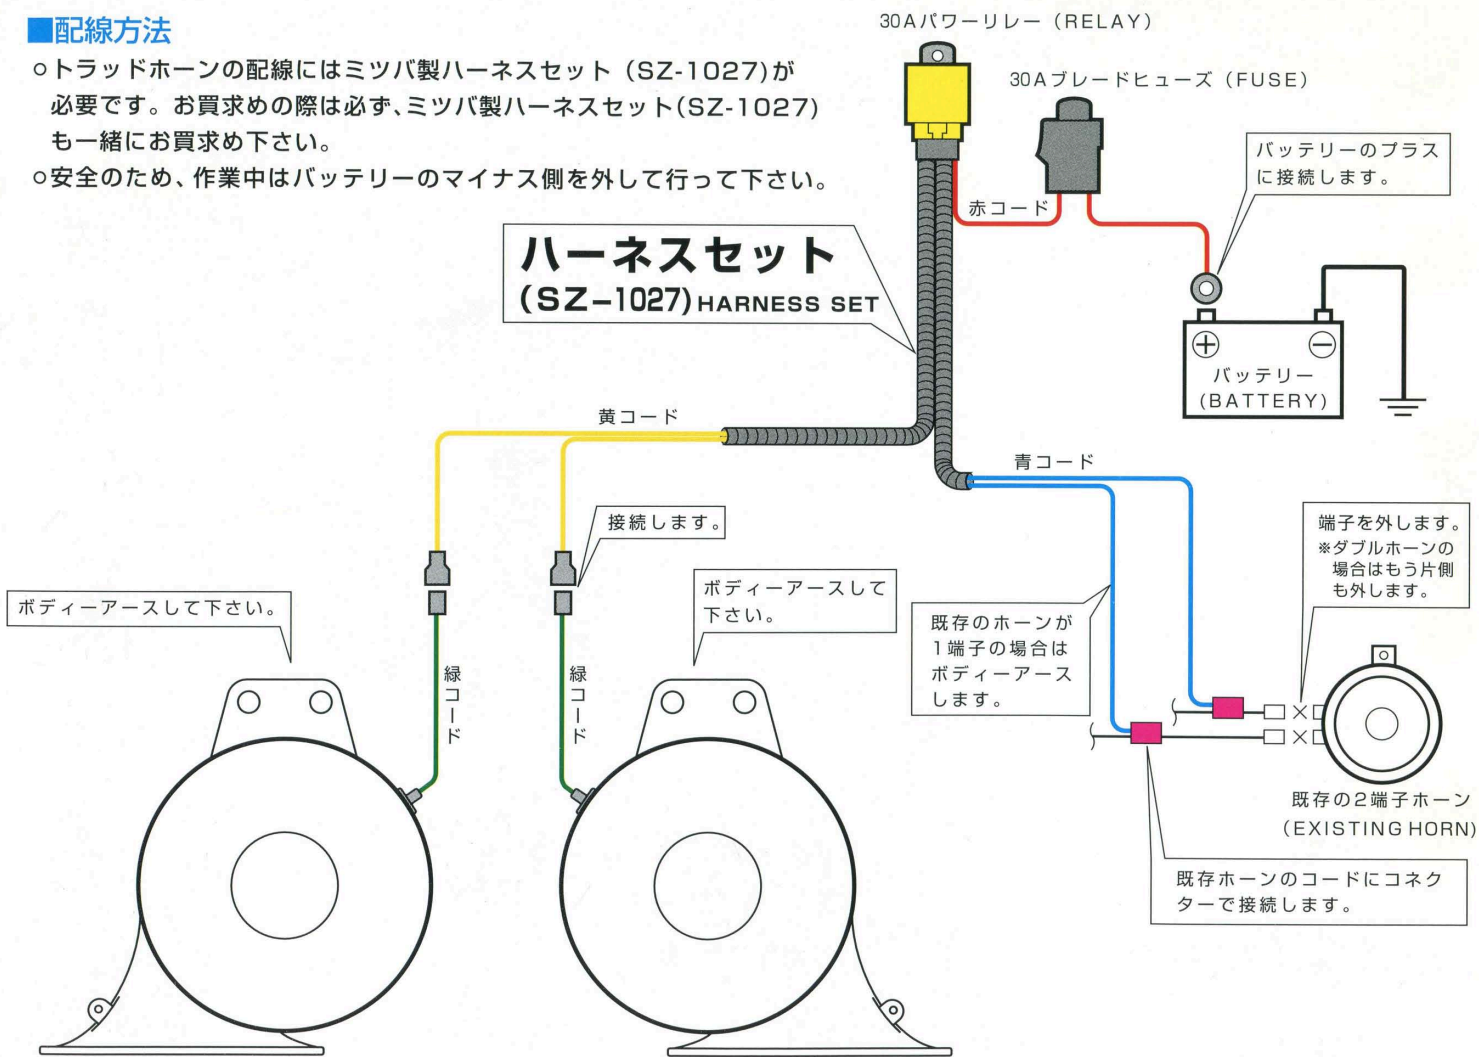 ■配線方法
○トラッドホーンの配線にはミツバ製ハーネスセット(SZ-1027)が
必要です。お買求めの際は必ず、ミツバ製ハーネスセット(SZ-1027)
も一緒にお買求め下さい。
○安全のため、作業中はバッテリーのマイナス側を外して行って下さい。
30Aパワーリレー(RELAY)
30Aブレードヒューズ(FUSE)
バッテリーのプラス
に接続します。
赤コード
ハーネスセット
(SZ-1027)HARNESS SET
+
−
バッテリー
(BATTERY)
黄コード
青コード
接続します。
端子を外します。
※ダブルホーンの
場合はもう片側
も外します。
ボディーアースして下さい。
ボディーアースして
下さい。
既存のホーンが
1端子の場合は
ボディーアース
します。
緑コード
緑コード
既存の2端子ホーン
(EXISTING HORN)
既存ホーンのコードにコネク
ターで接続します。